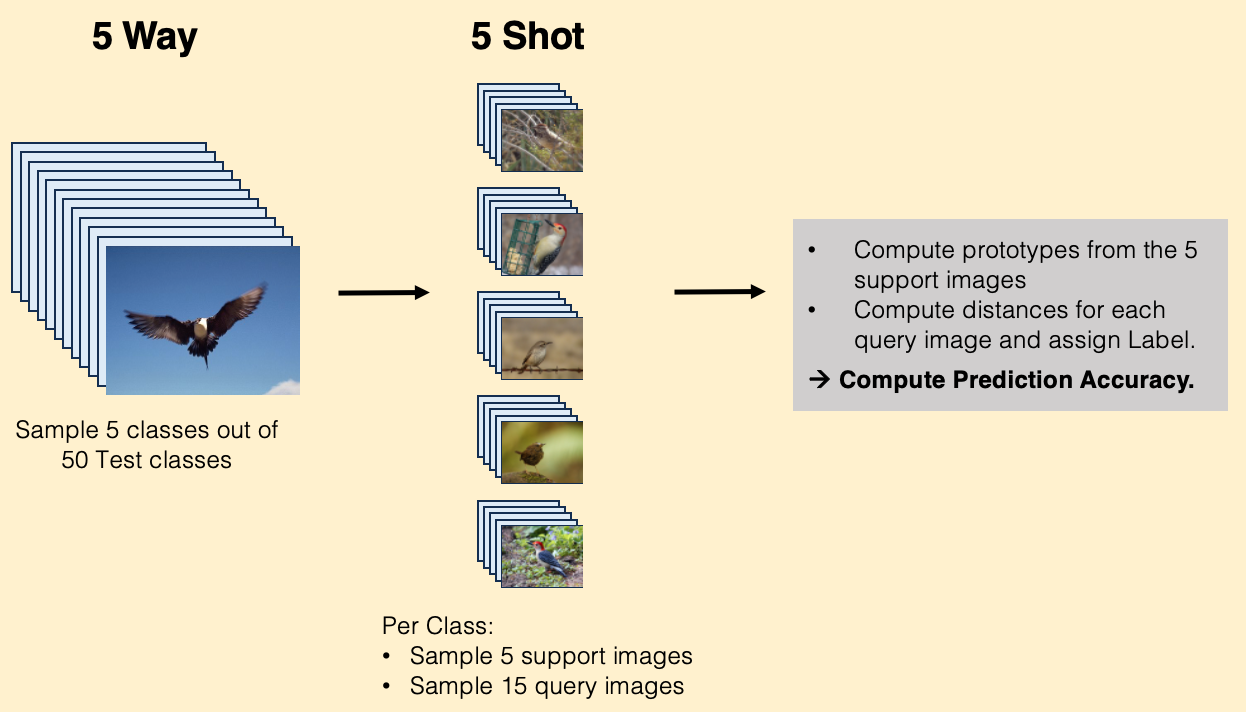 5 Way
5 Shot
Sample 5 classes out of
50 Test classes
Per Class:
• Sample 5 support images
• Sample 15 query images
• Compute prototypes from the 5
support images
• Compute distances for each
query image and assign Label.
→ Compute Prediction Accuracy.